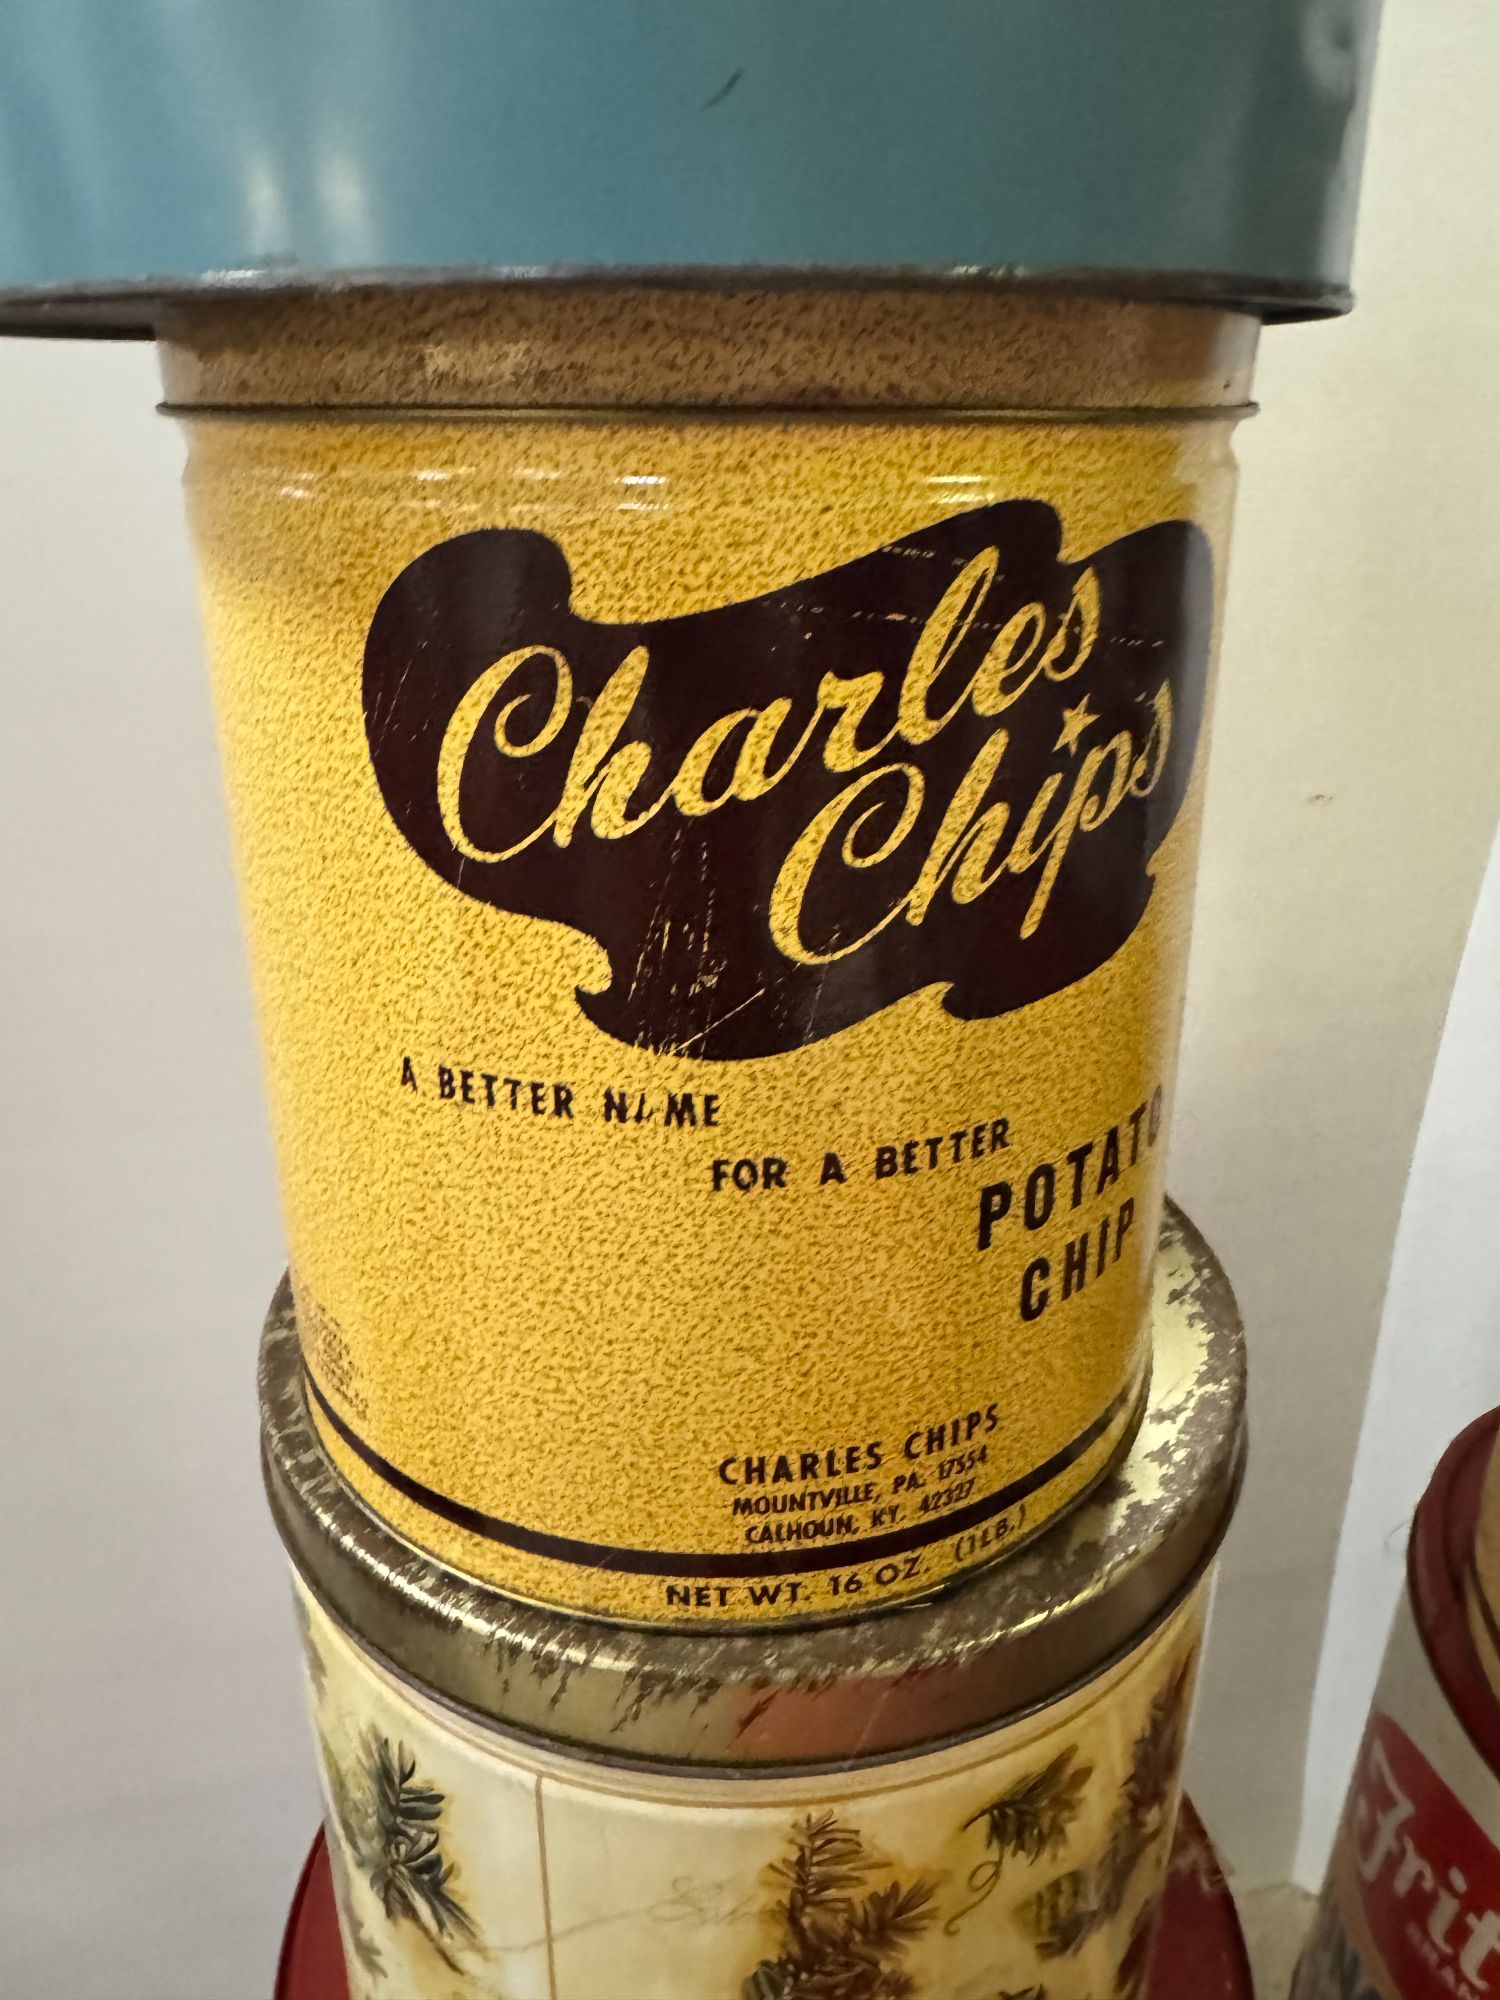 Charles
Chips
A BETTER NAME
FOR A BETTER
POTATO
CHIP
CHARLES CHIPS
MOUNTVILLE, PA. 17554
CALHOUN, KY. 42327
NET WT. 16 OZ. (1 LB.)
Frit